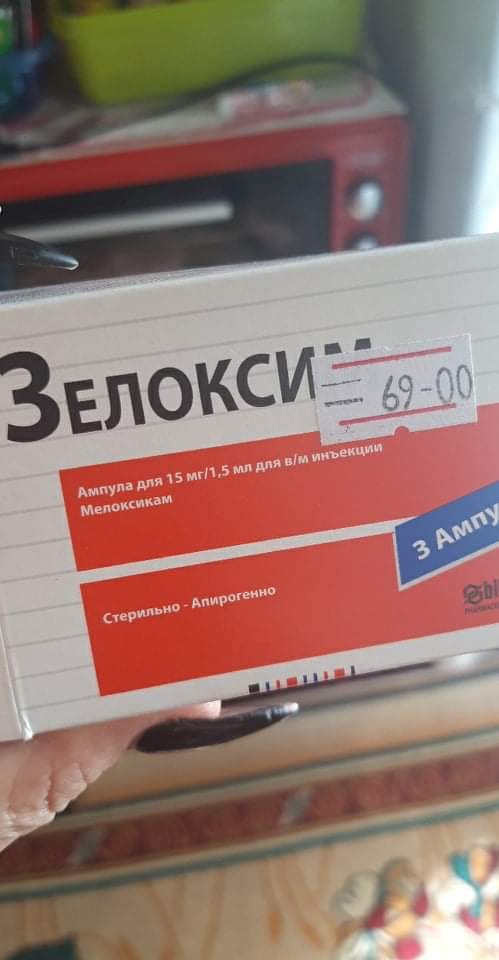 Зелоксим
69-00
Ампула для 15 мг/1,5 мл для в/м инъекции
Мелоксикам
3 Ампу
Стерильно - Апирогенно